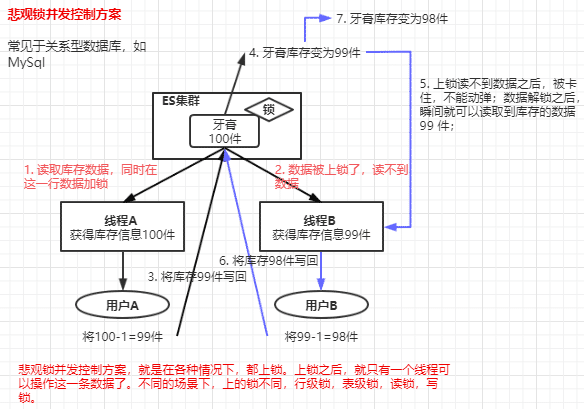 悲观锁并发控制方案
7. 牙膏库存变为98件
常见于关系型数据库，如
MySql
4. 牙膏库存变为99件
5. 上锁读不到数据之后，被卡
住，不能动弹；数据解锁之后，
瞬间就可以读取到库存的数据
99 件；
ES集群
锁
牙膏
100件
1. 读取库存数据，同时在
这一行数据加锁
2. 数据被上锁了，读不到
数据
线程A
获得库存信息100件
线程B
获得库存信息99件
6. 将库存98件写回
3. 将库存99件写回
用户A
用户B
将100-1=99件
将99-1=98件
悲观锁并发控制方案，就是在各种情况下，都上锁。上锁之后，就只有一个线程可
以操作这一条数据了。不同的场景下，上的锁不同，行级锁，表级锁，读锁，写
锁。